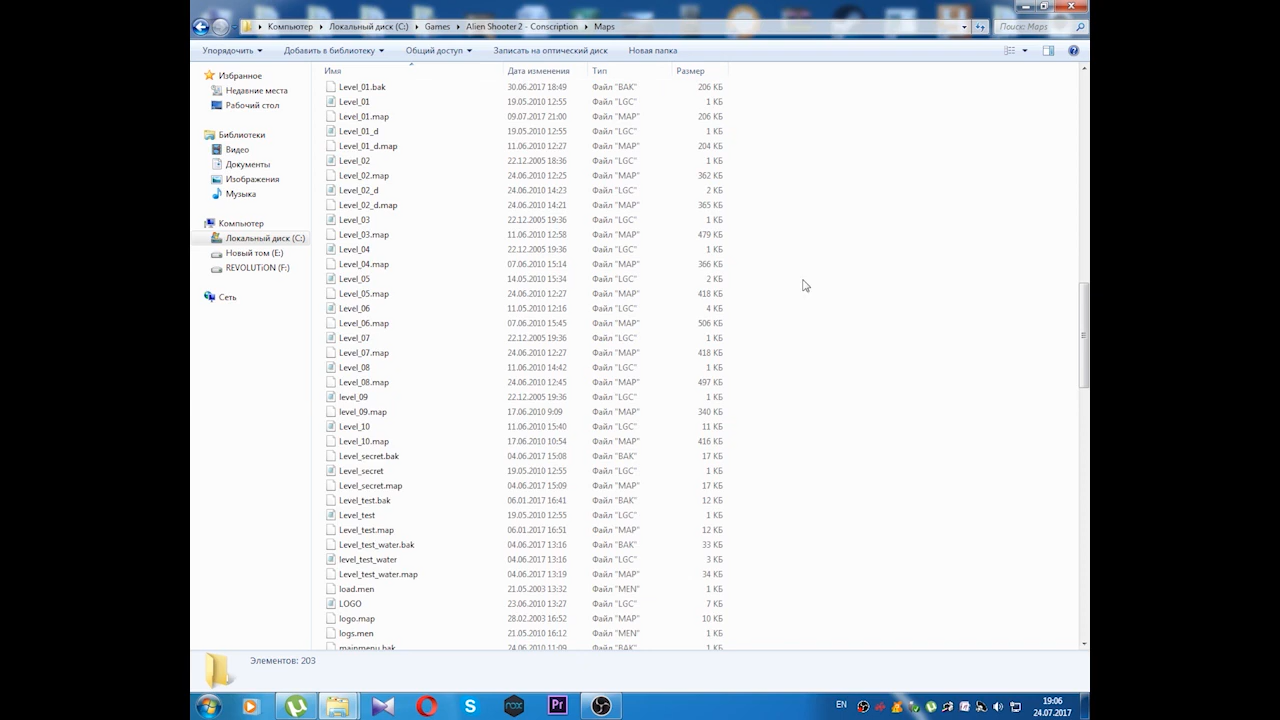 Компьютер Локальный диск (C:) Games Alien Shooter 2 - Conscription Maps Поиск: Maps
Упорядочить Добавить в библиотеку Общий доступ Записать на оптический диск Новая папка
Избранное
Недавние места
Рабочий стол
Библиотеки
Видео
Документы
Изображения
Музыка
Компьютер
Локальный диск (C:)
Новый том (E:)
REVOLUTiON (F:)
Сеть
Имя Дата изменения Тип Размер
Level_01.bak 30.06.2017 18:49 Файл "BAK" 206 КБ
Level_01 19.05.2010 12:55 Файл "LGC" 1 КБ
Level_01.map 09.07.2017 21:00 Файл "MAP" 206 КБ
Level_01_d 19.05.2010 12:55 Файл "LGC" 1 КБ
Level_01_d.map 11.06.2010 12:27 Файл "MAP" 204 КБ
Level_02 22.12.2005 18:36 Файл "LGC" 1 КБ
Level_02.map 24.06.2010 12:25 Файл "MAP" 362 КБ
Level_02_d 24.06.2010 14:23 Файл "LGC" 2 КБ
Level_02_d.map 24.06.2010 14:21 Файл "MAP" 365 КБ
Level_03 22.12.2005 19:36 Файл "LGC" 1 КБ
Level_03.map 11.06.2010 12:58 Файл "MAP" 479 КБ
Level_04 22.12.2005 19:36 Файл "LGC" 1 КБ
Level_04.map 07.06.2010 15:14 Файл "MAP" 366 КБ
Level_05 14.05.2010 15:34 Файл "LGC" 2 КБ
Level_05.map 24.06.2010 12:27 Файл "MAP" 418 КБ
Level_06 11.05.2010 12:16 Файл "LGC" 4 КБ
Level_06.map 07.06.2010 15:45 Файл "MAP" 506 КБ
Level_07 22.12.2005 19:36 Файл "LGC" 1 КБ
Level_07.map 24.06.2010 12:27 Файл "MAP" 418 КБ
Level_08 11.06.2010 14:42 Файл "LGC" 1 КБ
Level_08.map 24.06.2010 12:45 Файл "MAP" 497 КБ
level_09 22.12.2005 19:36 Файл "LGC" 1 КБ
level_09.map 17.06.2010 9:09 Файл "MAP" 340 КБ
Level_10 11.06.2010 15:40 Файл "LGC" 11 КБ
Level_10.map 17.06.2010 10:54 Файл "MAP" 416 КБ
Level_secret.bak 04.06.2017 15:08 Файл "BAK" 17 КБ
Level_secret 19.05.2010 12:55 Файл "LGC" 1 КБ
Level_secret.map 04.06.2017 15:09 Файл "MAP" 17 КБ
Level_test.bak 06.01.2017 16:41 Файл "BAK" 12 КБ
Level_test 19.05.2010 12:55 Файл "LGC" 1 КБ
Level_test.map 06.01.2017 16:51 Файл "MAP" 12 КБ
Level_test_water.bak 04.06.2017 13:16 Файл "BAK" 33 КБ
level_test_water 04.06.2017 13:16 Файл "LGC" 3 КБ
Level_test_water.map 04.06.2017 13:19 Файл "MAP" 34 КБ
load.men 21.05.2003 13:32 Файл "MEN" 1 КБ
LOGO 23.06.2010 13:27 Файл "LGC" 7 КБ
logo.map 28.02.2003 16:52 Файл "MAP" 10 КБ
logs.men 21.05.2010 16:12 Файл "MEN" 1 КБ
mainmenu.bak 24.06.2010 11:09 Файл "BAK" 1 КБ
Элементов: 203
Pr
EN
19:06
24.07.2017